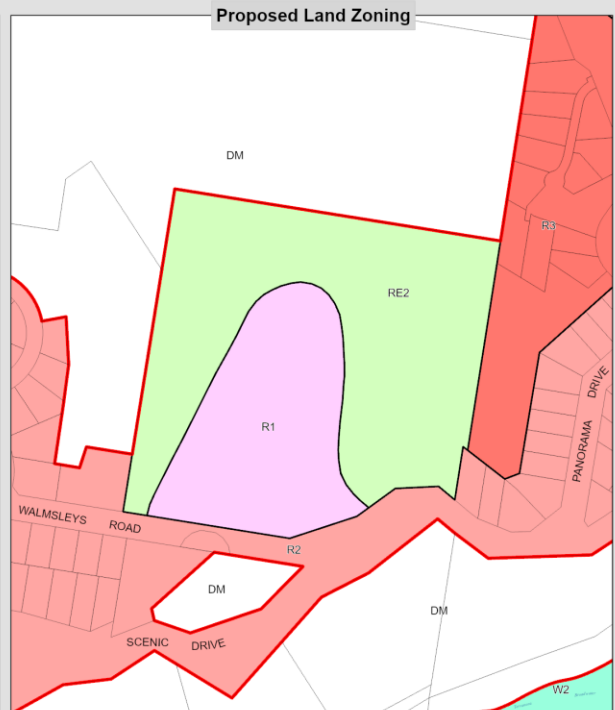 Proposed Land Zoning
DM
R3
RE2
PANORAMA DRIVE
R1
WALMSLEYS ROAD
R2
DM
DM
SCENIC DRIVE
W2